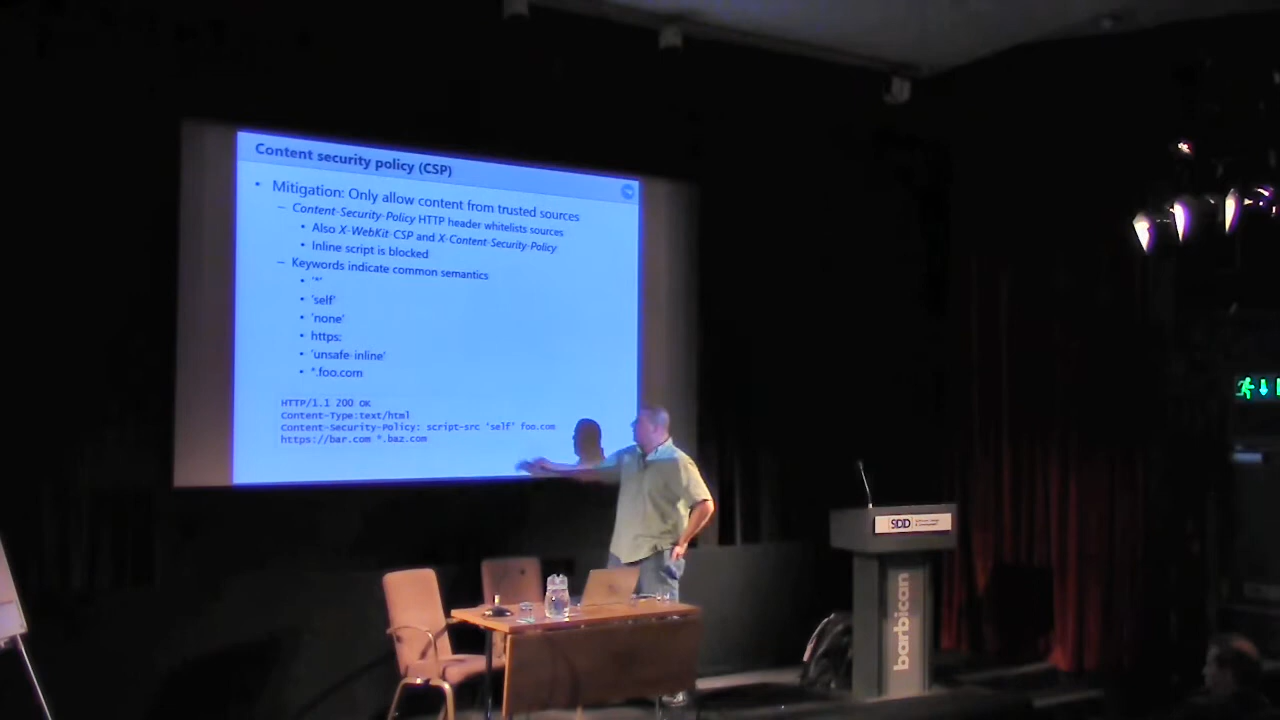 Content security policy (CSP)
• Mitigation: Only allow content from trusted sources
– Content-Security-Policy HTTP header whitelists sources
• Also X-WebKit-CSP and X-Content-Security-Policy
• Inline script is blocked
– Keywords indicate common semantics
• '*'
• 'self'
• 'none'
• https:
• 'unsafe-inline'
• *.foo.com
HTTP/1.1 200 OK
Content-Type:text/html
Content-Security-Policy: script-src 'self' foo.com
https://bar.com *.baz.com
SDD
barbican